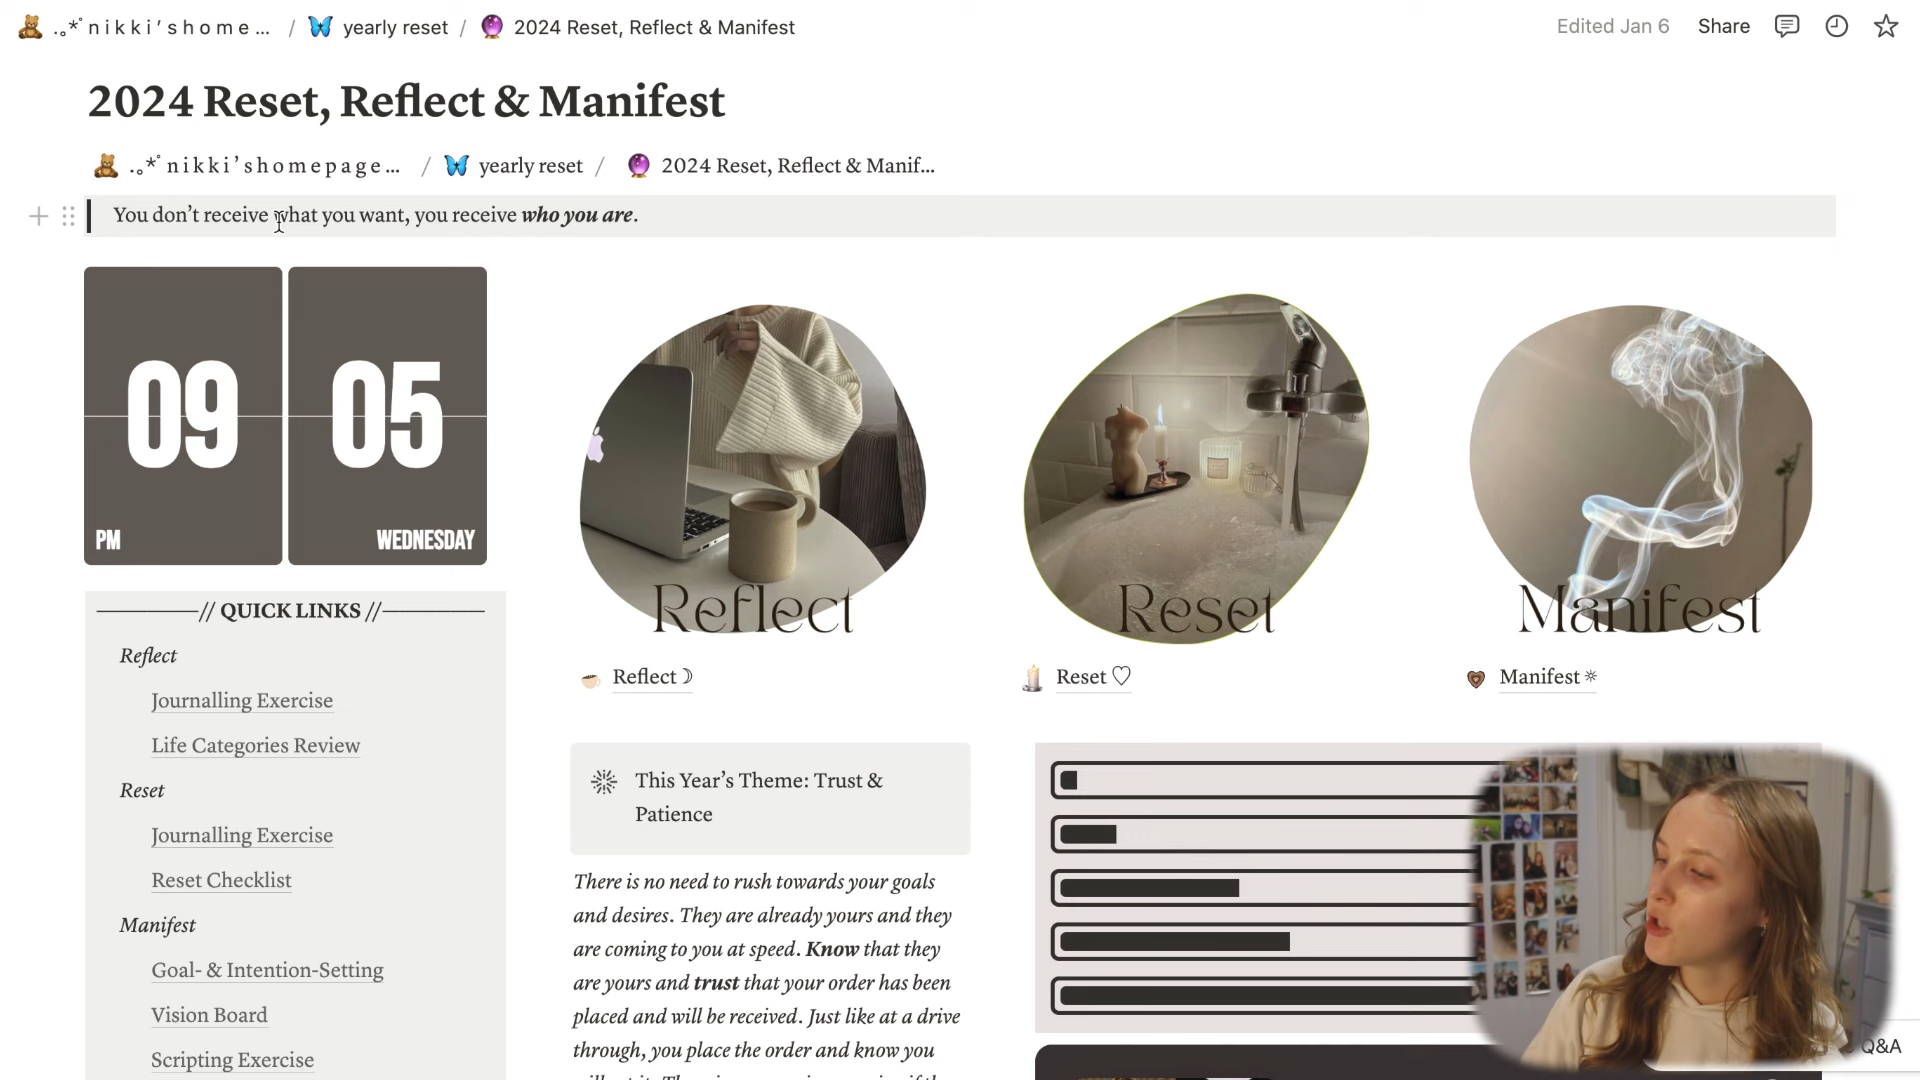 .｡*ﾟn i k k i ' s h o m e ... / yearly reset / 2024 Reset, Reflect & Manifest
Edited Jan 6 Share
2024 Reset, Reflect & Manifest
.｡*ﾟn i k k i ’ s h o m e p a g e ... / yearly reset / 2024 Reset, Reflect & Manif...
You don’t receive what you want, you receive who you are.
09 05
PM WEDNESDAY
Reflect
Reset
Manifest
Reflect ☽
Reset ♡
Manifest ☼
————// QUICK LINKS //————
Reflect
Journalling Exercise
Life Categories Review
Reset
Journalling Exercise
Reset Checklist
Manifest
Goal- & Intention-Setting
Vision Board
Scripting Exercise
This Year’s Theme: Trust &
Patience
There is no need to rush towards your goals
and desires. They are already yours and they
are coming to you at speed. Know that they
are yours and trust that your order has been
placed and will be received. Just like at a drive
through, you place the order and know you
Q&A